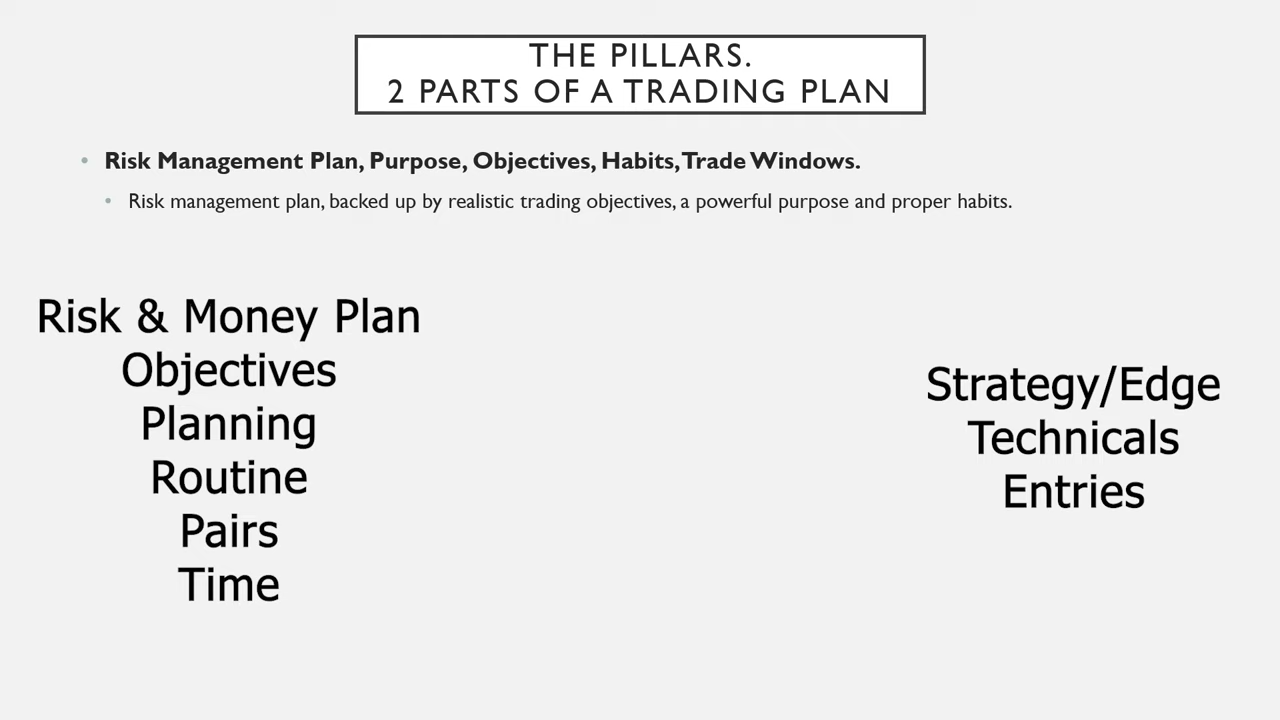 THE PILLARS.
2 PARTS OF A TRADING PLAN
• Risk Management Plan, Purpose, Objectives, Habits, Trade Windows.
• Risk management plan, backed up by realistic trading objectives, a powerful purpose and proper habits.
Risk & Money Plan
Objectives
Planning
Routine
Pairs
Time
Strategy/Edge
Technicals
Entries